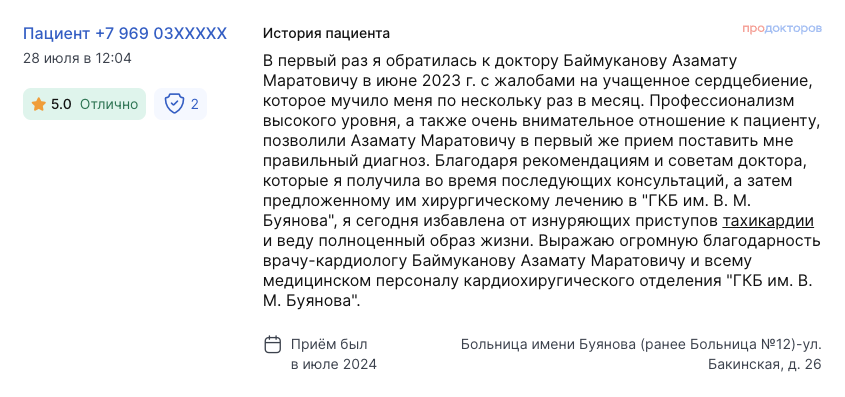 Пациент +7 969 03XXXXX
28 июля в 12:04
5.0 Отлично
2
История пациента
продокторов
В первый раз я обратилась к доктору Баймуканову Азамату
Маратовичу в июне 2023 г. с жалобами на учащенное сердцебиение,
которое мучило меня по нескольку раз в месяц. Профессионализм
высокого уровня, а также очень внимательное отношение к пациенту,
позволили Азамату Маратовичу в первый же прием поставить мне
правильный диагноз. Благодаря рекомендациям и советам доктора,
которые я получила во время последующих консультаций, а затем
предложенному им хирургическому лечению в "ГКБ им. В. М.
Буянова", я сегодня избавлена от изнуряющих приступов тахикардии
и веду полноценный образ жизни. Выражаю огромную благодарность
врачу-кардиологу Баймуканову Азамату Маратовичу и всему
медицинском персоналу кардиохиругического отделения "ГКБ им. В.
М. Буянова".
Приём был
в июле 2024
Больница имени Буянова (ранее Больница №12)-ул.
Бакинская, д. 26